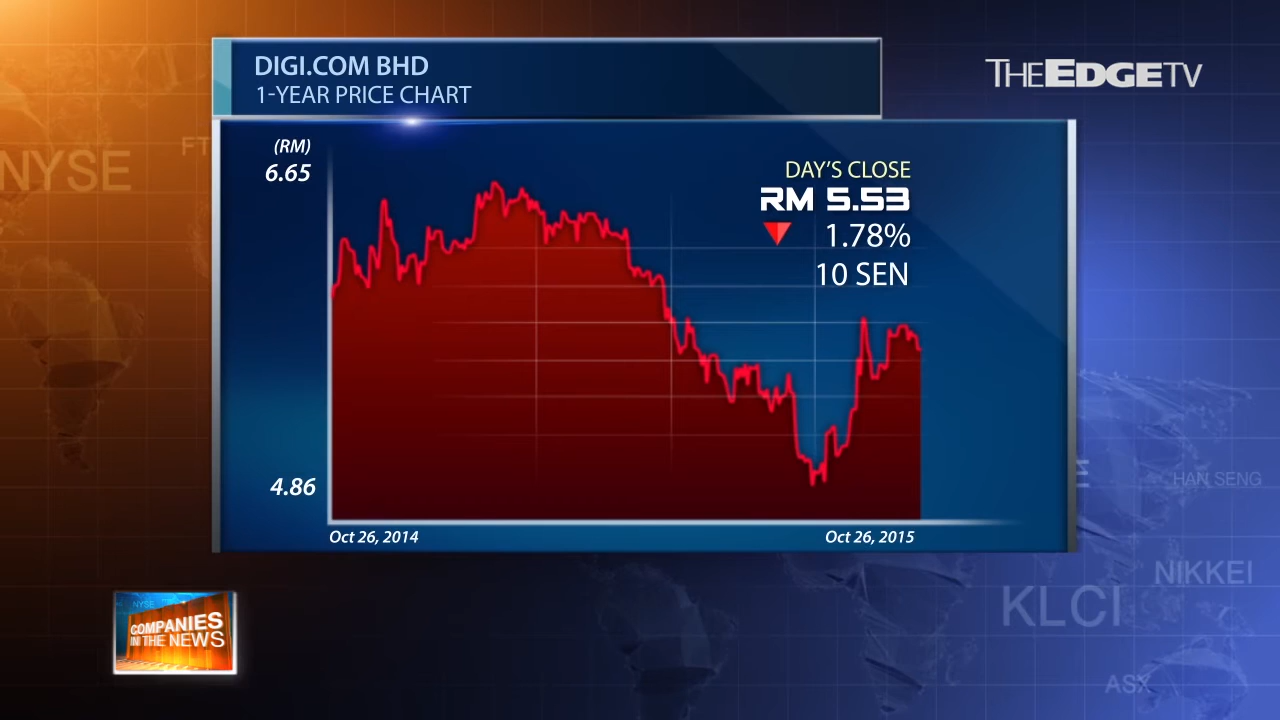 DIGI.COM BHD
1-YEAR PRICE CHART
THEEDGETV
NYSE
FT
(RM)
6.65
DAY'S CLOSE
RM 5.53
1.78%
10 SEN
4.86
HAN SENG
Oct 26, 2014
Oct 26, 2015
NIKKEI
KLCI
ASX
NYSE
COMPANIES
IN THE NEWS